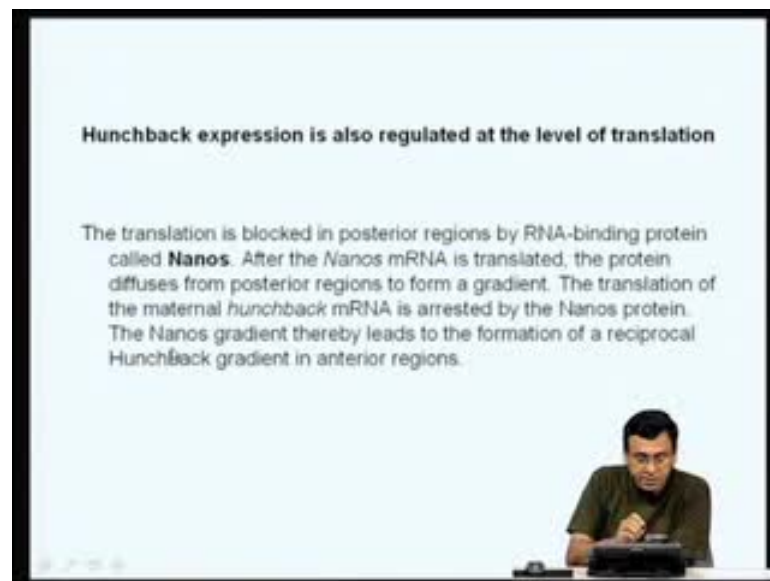 Hunchback expression is also regulated at the level of translation
The translation is blocked in posterior regions by RNA-binding protein
called Nanos. After the Nanos mRNA is translated, the protein
diffuses from posterior regions to form a gradient. The translation of
the maternal hunchback mRNA is arrested by the Nanos protein.
The Nanos gradient thereby leads to the formation of a reciprocal
Hunchback gradient in anterior regions.